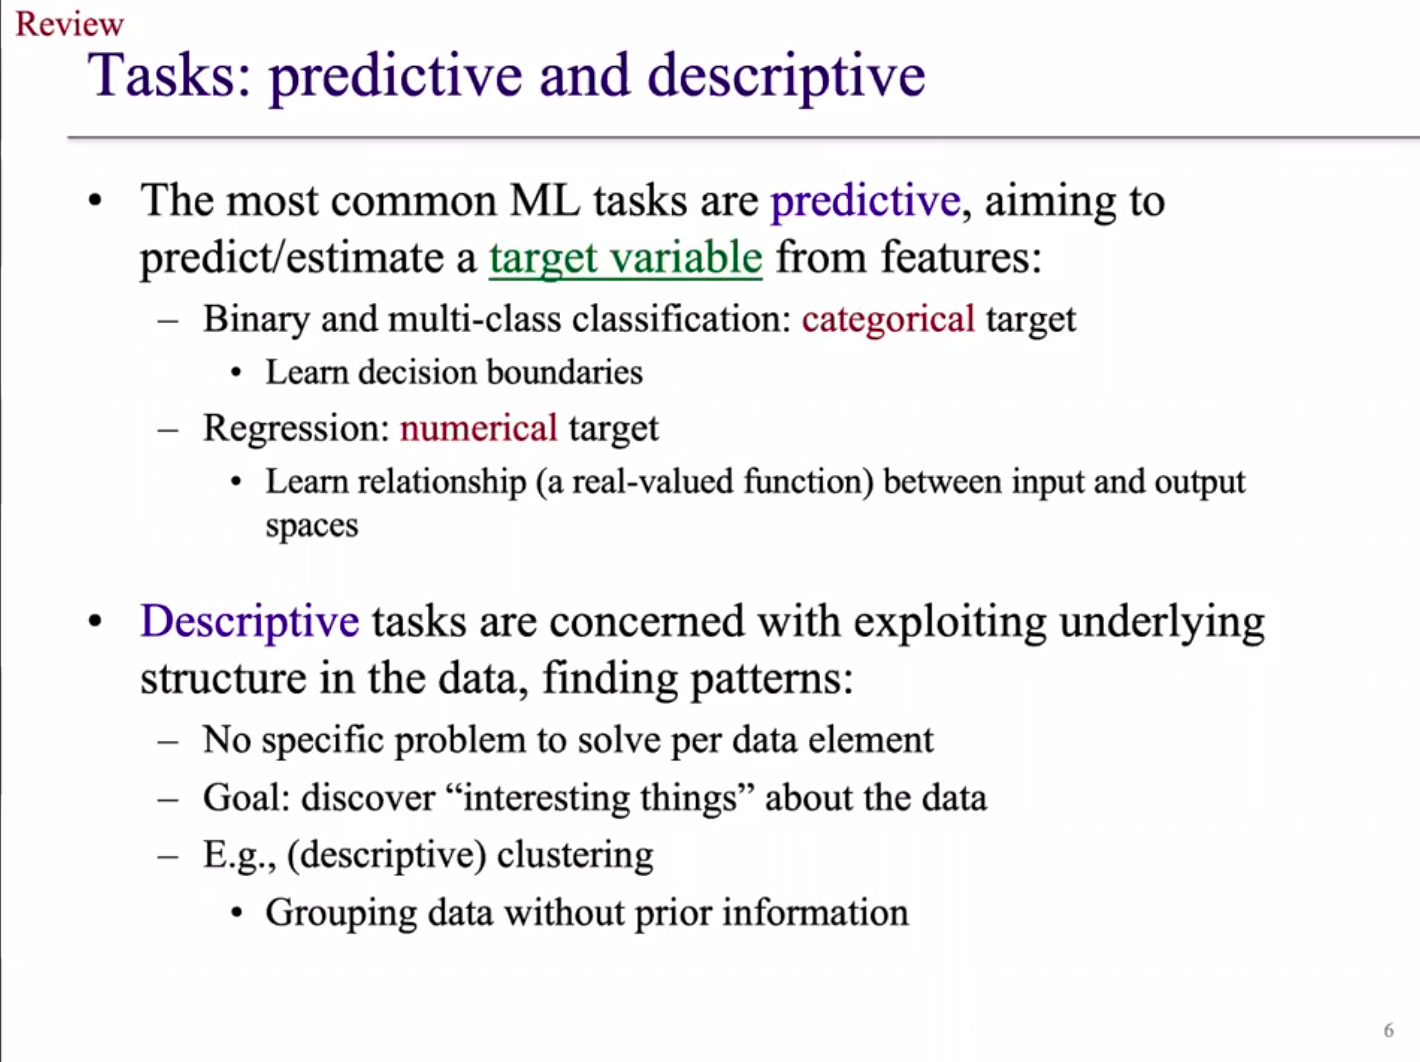 Review
Tasks: predictive and descriptive
• The most common ML tasks are predictive, aiming to
predict/estimate a target variable from features:
– Binary and multi-class classification: categorical target
• Learn decision boundaries
– Regression: numerical target
• Learn relationship (a real-valued function) between input and output
spaces
• Descriptive tasks are concerned with exploiting underlying
structure in the data, finding patterns:
– No specific problem to solve per data element
– Goal: discover “interesting things” about the data
– E.g., (descriptive) clustering
• Grouping data without prior information
6